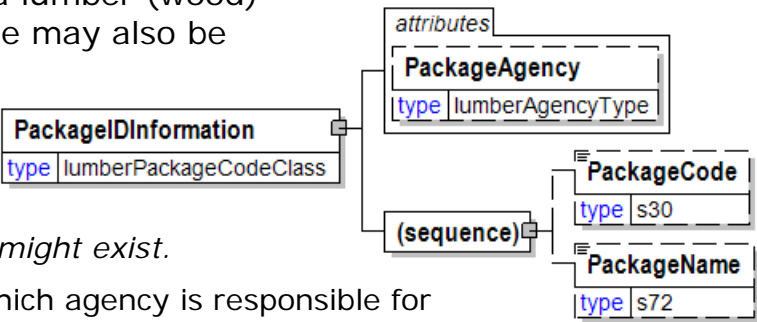 a lumber (wood)
e may also be
attributes
PackageAgency
type lumberAgencyType
PackageIDInformation
type lumberPackageCodeClass
PackageCode
type s30
(sequence)
PackageName
type s72
might exist.
hich agency is responsible for